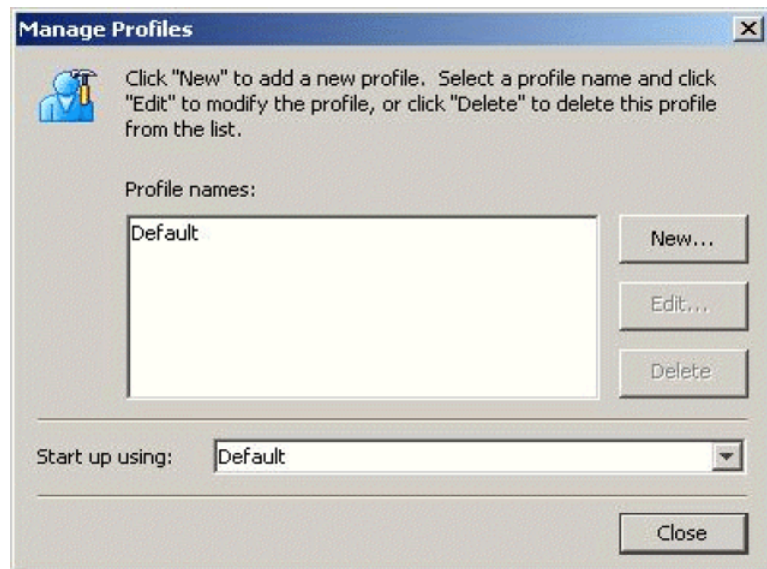 Manage Profiles
Click "New" to add a new profile. Select a profile name and click
"Edit" to modify the profile, or click "Delete" to delete this profile
from the list.
Profile names:
Default
New...
Edit...
Delete
Start up using:
Default
Close